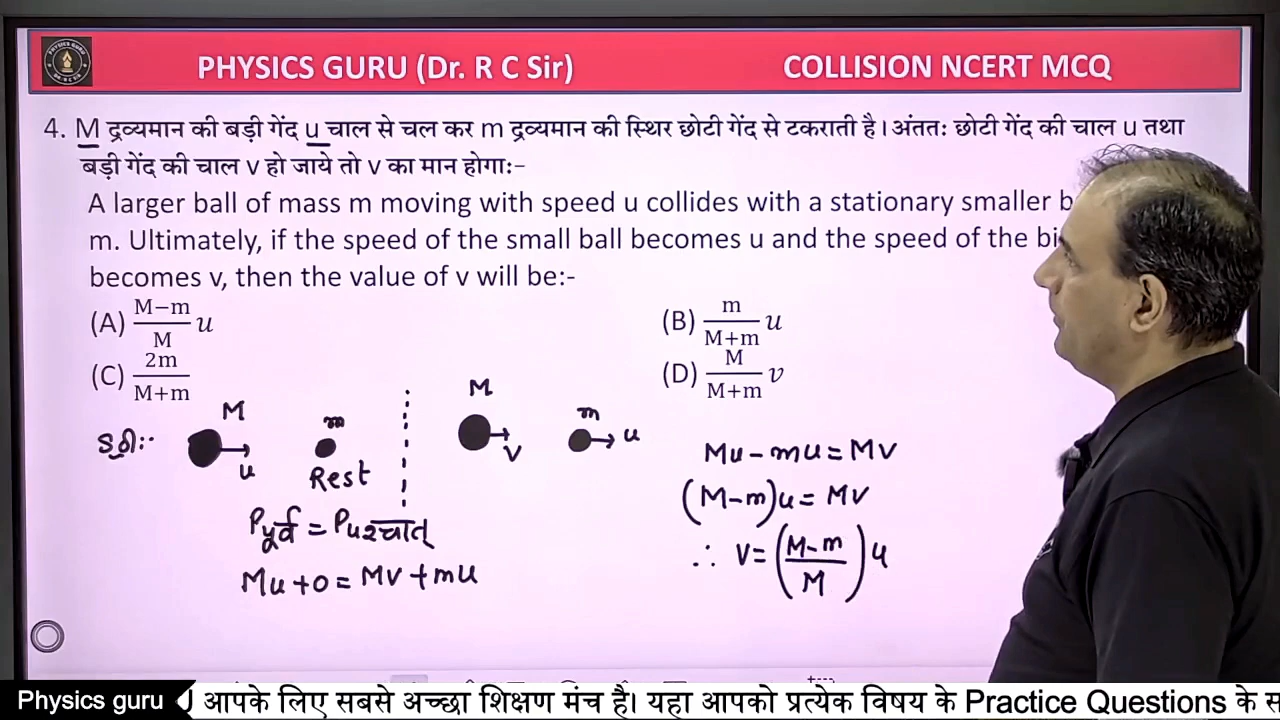 PHYSICS GURU (Dr. R C Sir)
COLLISION NCERT MCQ
4. M द्रव्यमान की बड़ी गेंद u चाल से चल कर m द्रव्यमान की स्थिर छोटी गेंद से टकराती है। अंततः छोटी गेंद की चाल u तथा
बड़ी गेंद की चाल v हो जाये तो v का मान होगाः-
A larger ball of mass m moving with speed u collides with a stationary smaller
m. Ultimately, if the speed of the small ball becomes u and the speed of the
becomes v, then the value of v will be:-
(A) M−m/M u
(B) m/M+m u
(C) 2m/M+m
(D) M/M+m v
M
u
m
Rest
M
v
m
u
P पूर्व = P पश्चात्
Mu + 0 = MV + mu
Mu - mu = MV
(M-m)u = MV
∴ V = (M-m/M) u
Physics guru
आपके लिए सबसे अच्छा शिक्षण मंच है। यहा आपको प्रत्येक विषय के Practice Questions के